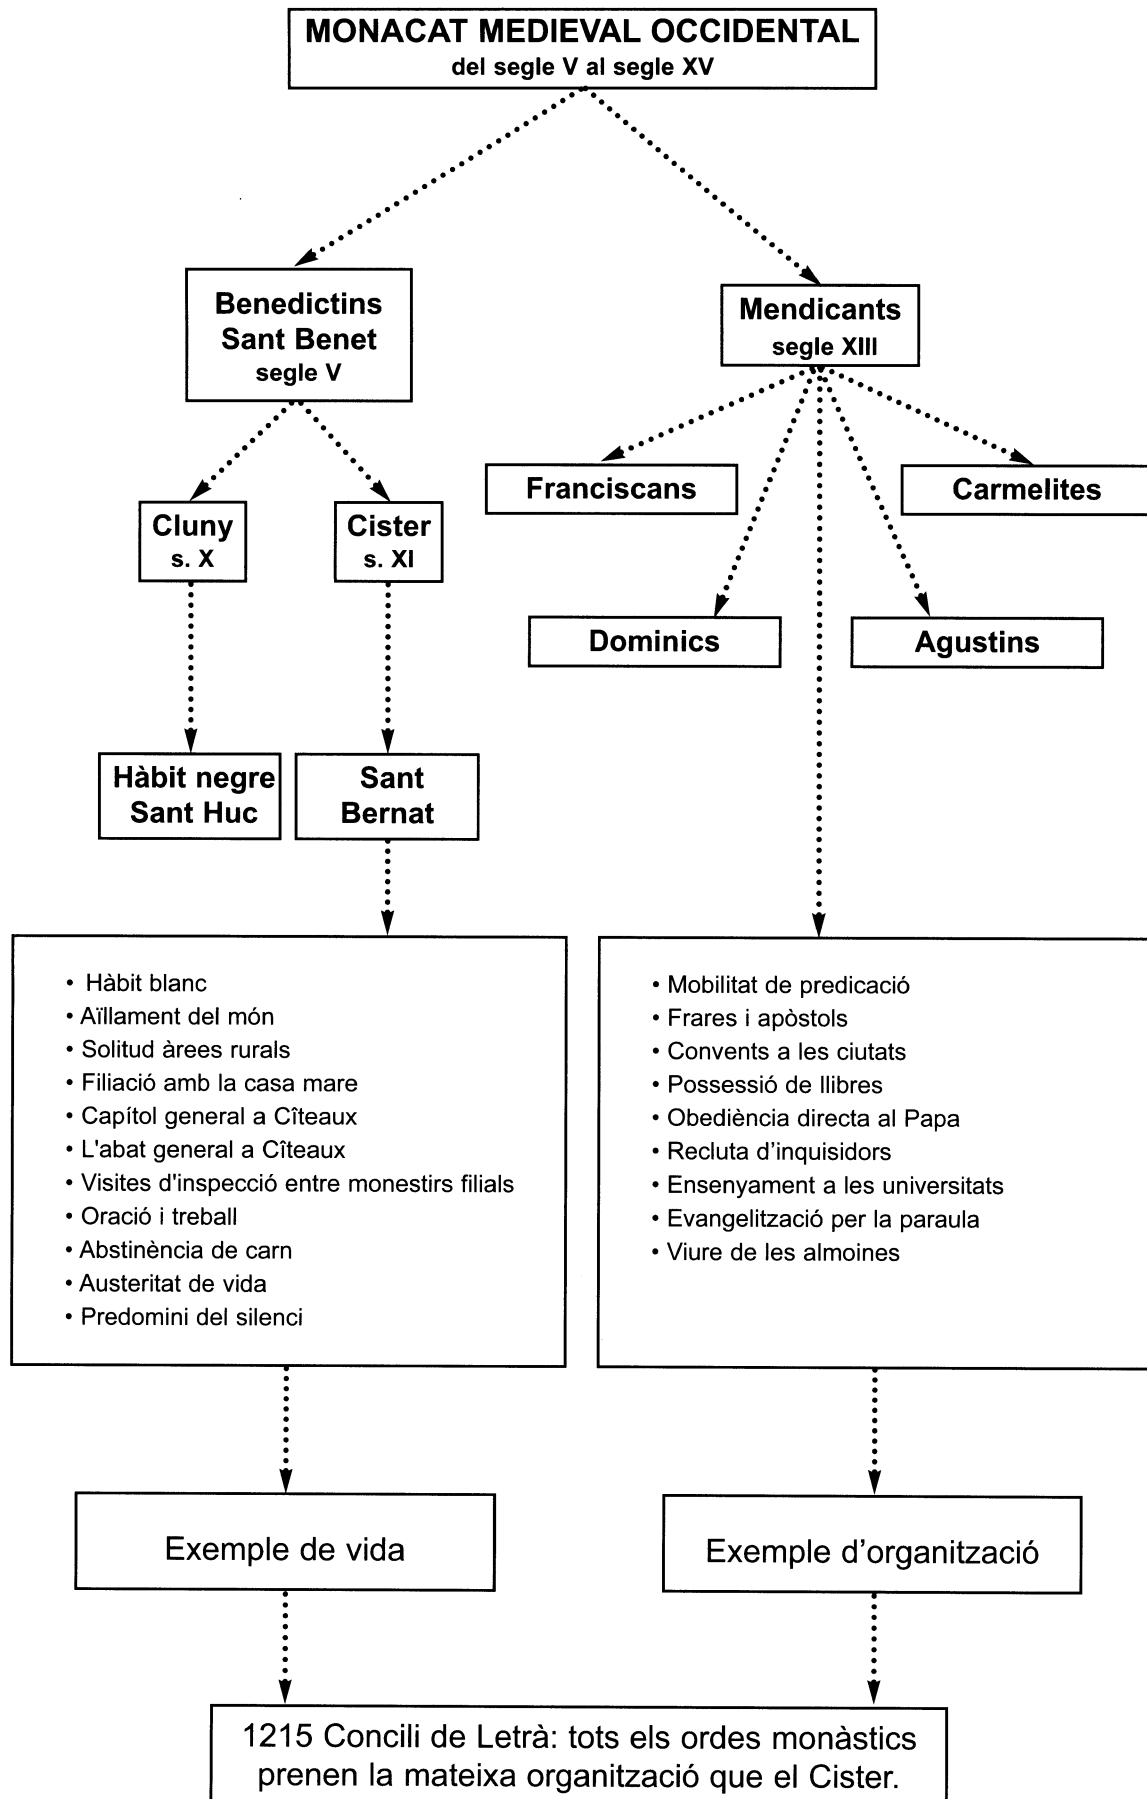 MONACAT MEDIEVAL OCCIDENTAL
del segle V al segle XV
Benedictins
Sant Benet
segle V
Mendicants
segle XIII
Franciscans
Carmelites
Cluny
s. X
Cister
s. XI
Dominics
Agustins
Hàbit negre
Sant Huc
Sant
Bernat
• Hàbit blanc
• Aïllament del món
• Solitud àrees rurals
• Filiació amb la casa mare
• Capítol general a Cîteaux
• L'abat general a Cîteaux
• Visites d'inspecció entre monestirs filials
• Oració i treball
• Abstinència de carn
• Austeritat de vida
• Predomini del silenci
• Mobilitat de predicació
• Frares i apòstols
• Convents a les ciutats
• Possessió de llibres
• Obediència directa al Papa
• Recluta d’inquisidors
• Ensenyament a les universitats
• Evangelització per la paraula
• Viure de les almoines
Exemple de vida
Exemple d’organització
1215 Concili de Letrà: tots els ordes monàstics
prenen la mateixa organització que el Cister.